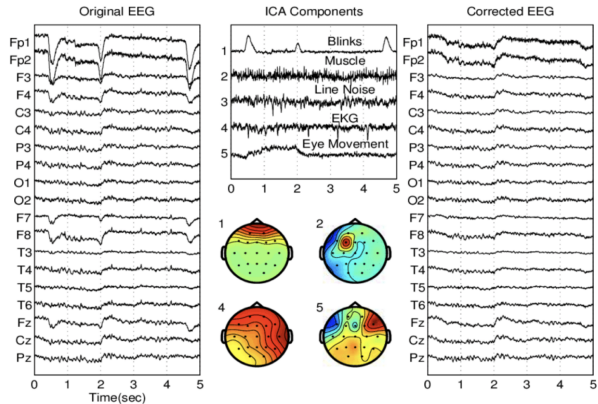 Original EEG
Fp1
Fp2
F3
F4
C3
C4
P3
P4
O1
O2
F7
F8
T3
T4
T5
T6
Fz
Cz
Pz
0 1 2 3 4 5
Time(sec)
ICA Components
1 Blinks
Muscle
2
Line Noise
3
EKG
4
Eye Movement
5
0 1 2 3 4 5
1 2
4 5
Corrected EEG
Fp1
Fp2
F3
F4
C3
C4
P3
P4
O1
O2
F7
F8
T3
T4
T5
T6
Fz
Cz
Pz
0 1 2 3 4 5